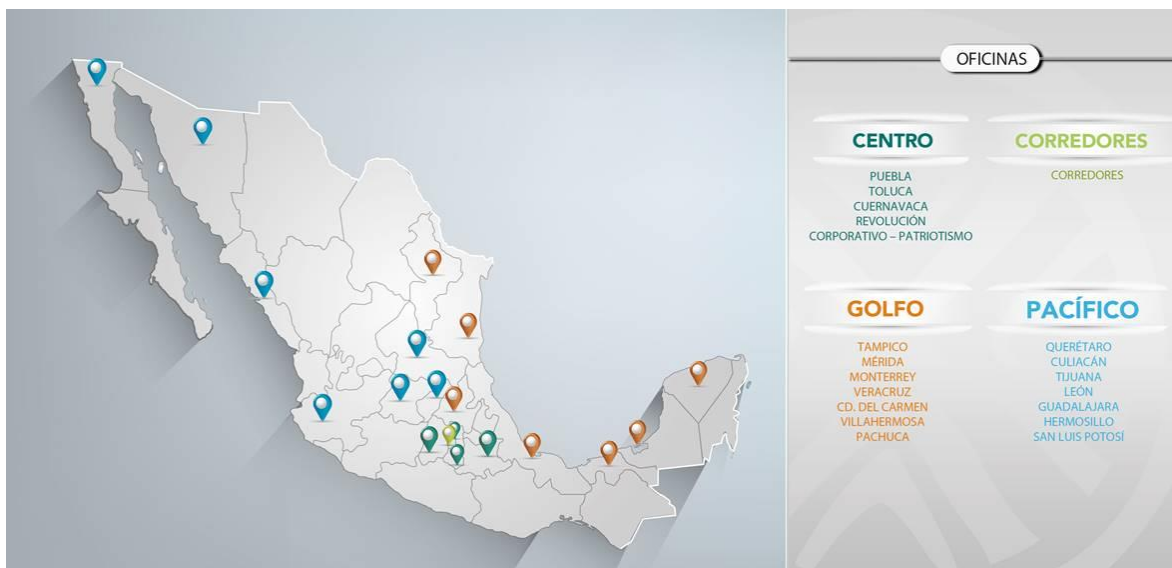 OFICINAS
CENTRO
PUEBLA
TOLUCA
CUERNAVACA
REVOLUCIÓN
CORPORATIVO – PATRIOTISMO
CORREDORES
CORREDORES
GOLFO
TAMPICO
MÉRIDA
MONTERREY
VERACRUZ
CD. DEL CARMEN
VILLAHERMOSA
PACHUCA
PACÍFICO
QUERÉTARO
CULIACÁN
TIJUANA
LEÓN
GUADALAJARA
HERMOSILLO
SAN LUIS POTOSÍ